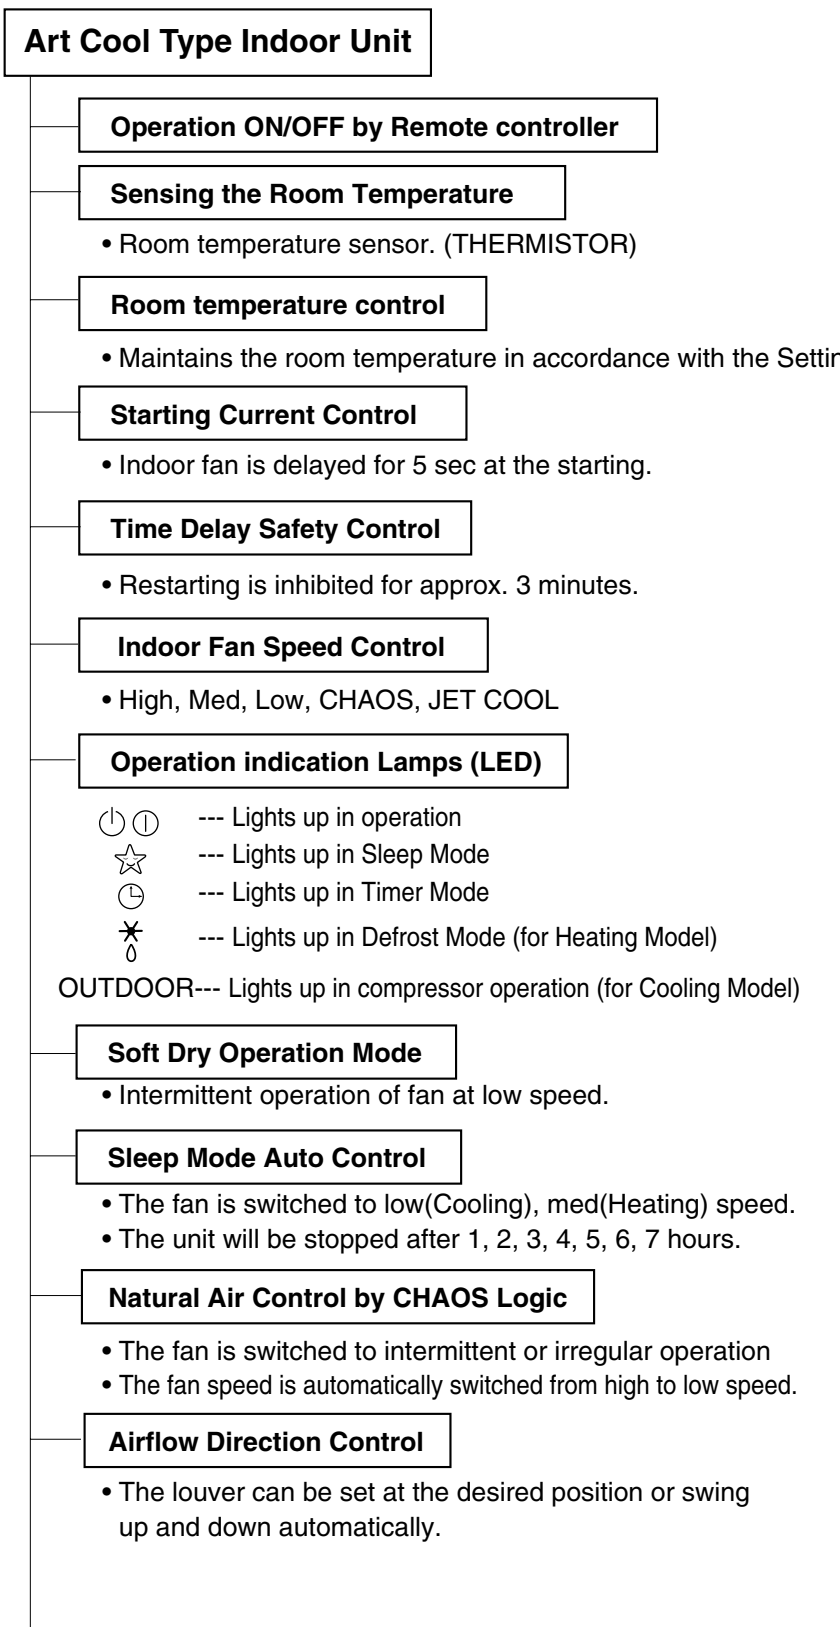 Art Cool Type Indoor Unit
Operation ON/OFF by Remote controller
Sensing the Room Temperature
• Room temperature sensor. (THERMISTOR)
Room temperature control
• Maintains the room temperature in accordance with the
Starting Current Control
• Indoor fan is delayed for 5 sec at the starting.
Time Delay Safety Control
• Restarting is inhibited for approx. 3 minutes.
Indoor Fan Speed Control
• High, Med, Low, CHAOS, JET COOL
Operation indication Lamps (LED)
--- Lights up in operation
--- Lights up in Sleep Mode
--- Lights up in Timer Mode
--- Lights up in Defrost Mode (for Heating Model)
OUTDOOR--- Lights up in compressor operation (for Cooling Model)
Soft Dry Operation Mode
• Intermittent operation of fan at low speed.
Sleep Mode Auto Control
• The fan is switched to low(Cooling), med(Heating) speed.
• The unit will be stopped after 1, 2, 3, 4, 5, 6, 7 hours.
Natural Air Control by CHAOS Logic
• The fan is switched to intermittent or irregular operation
• The fan speed is automatically switched from high to low speed.
Airflow Direction Control
• The louver can be set at the desired position or swing
up and down automatically.